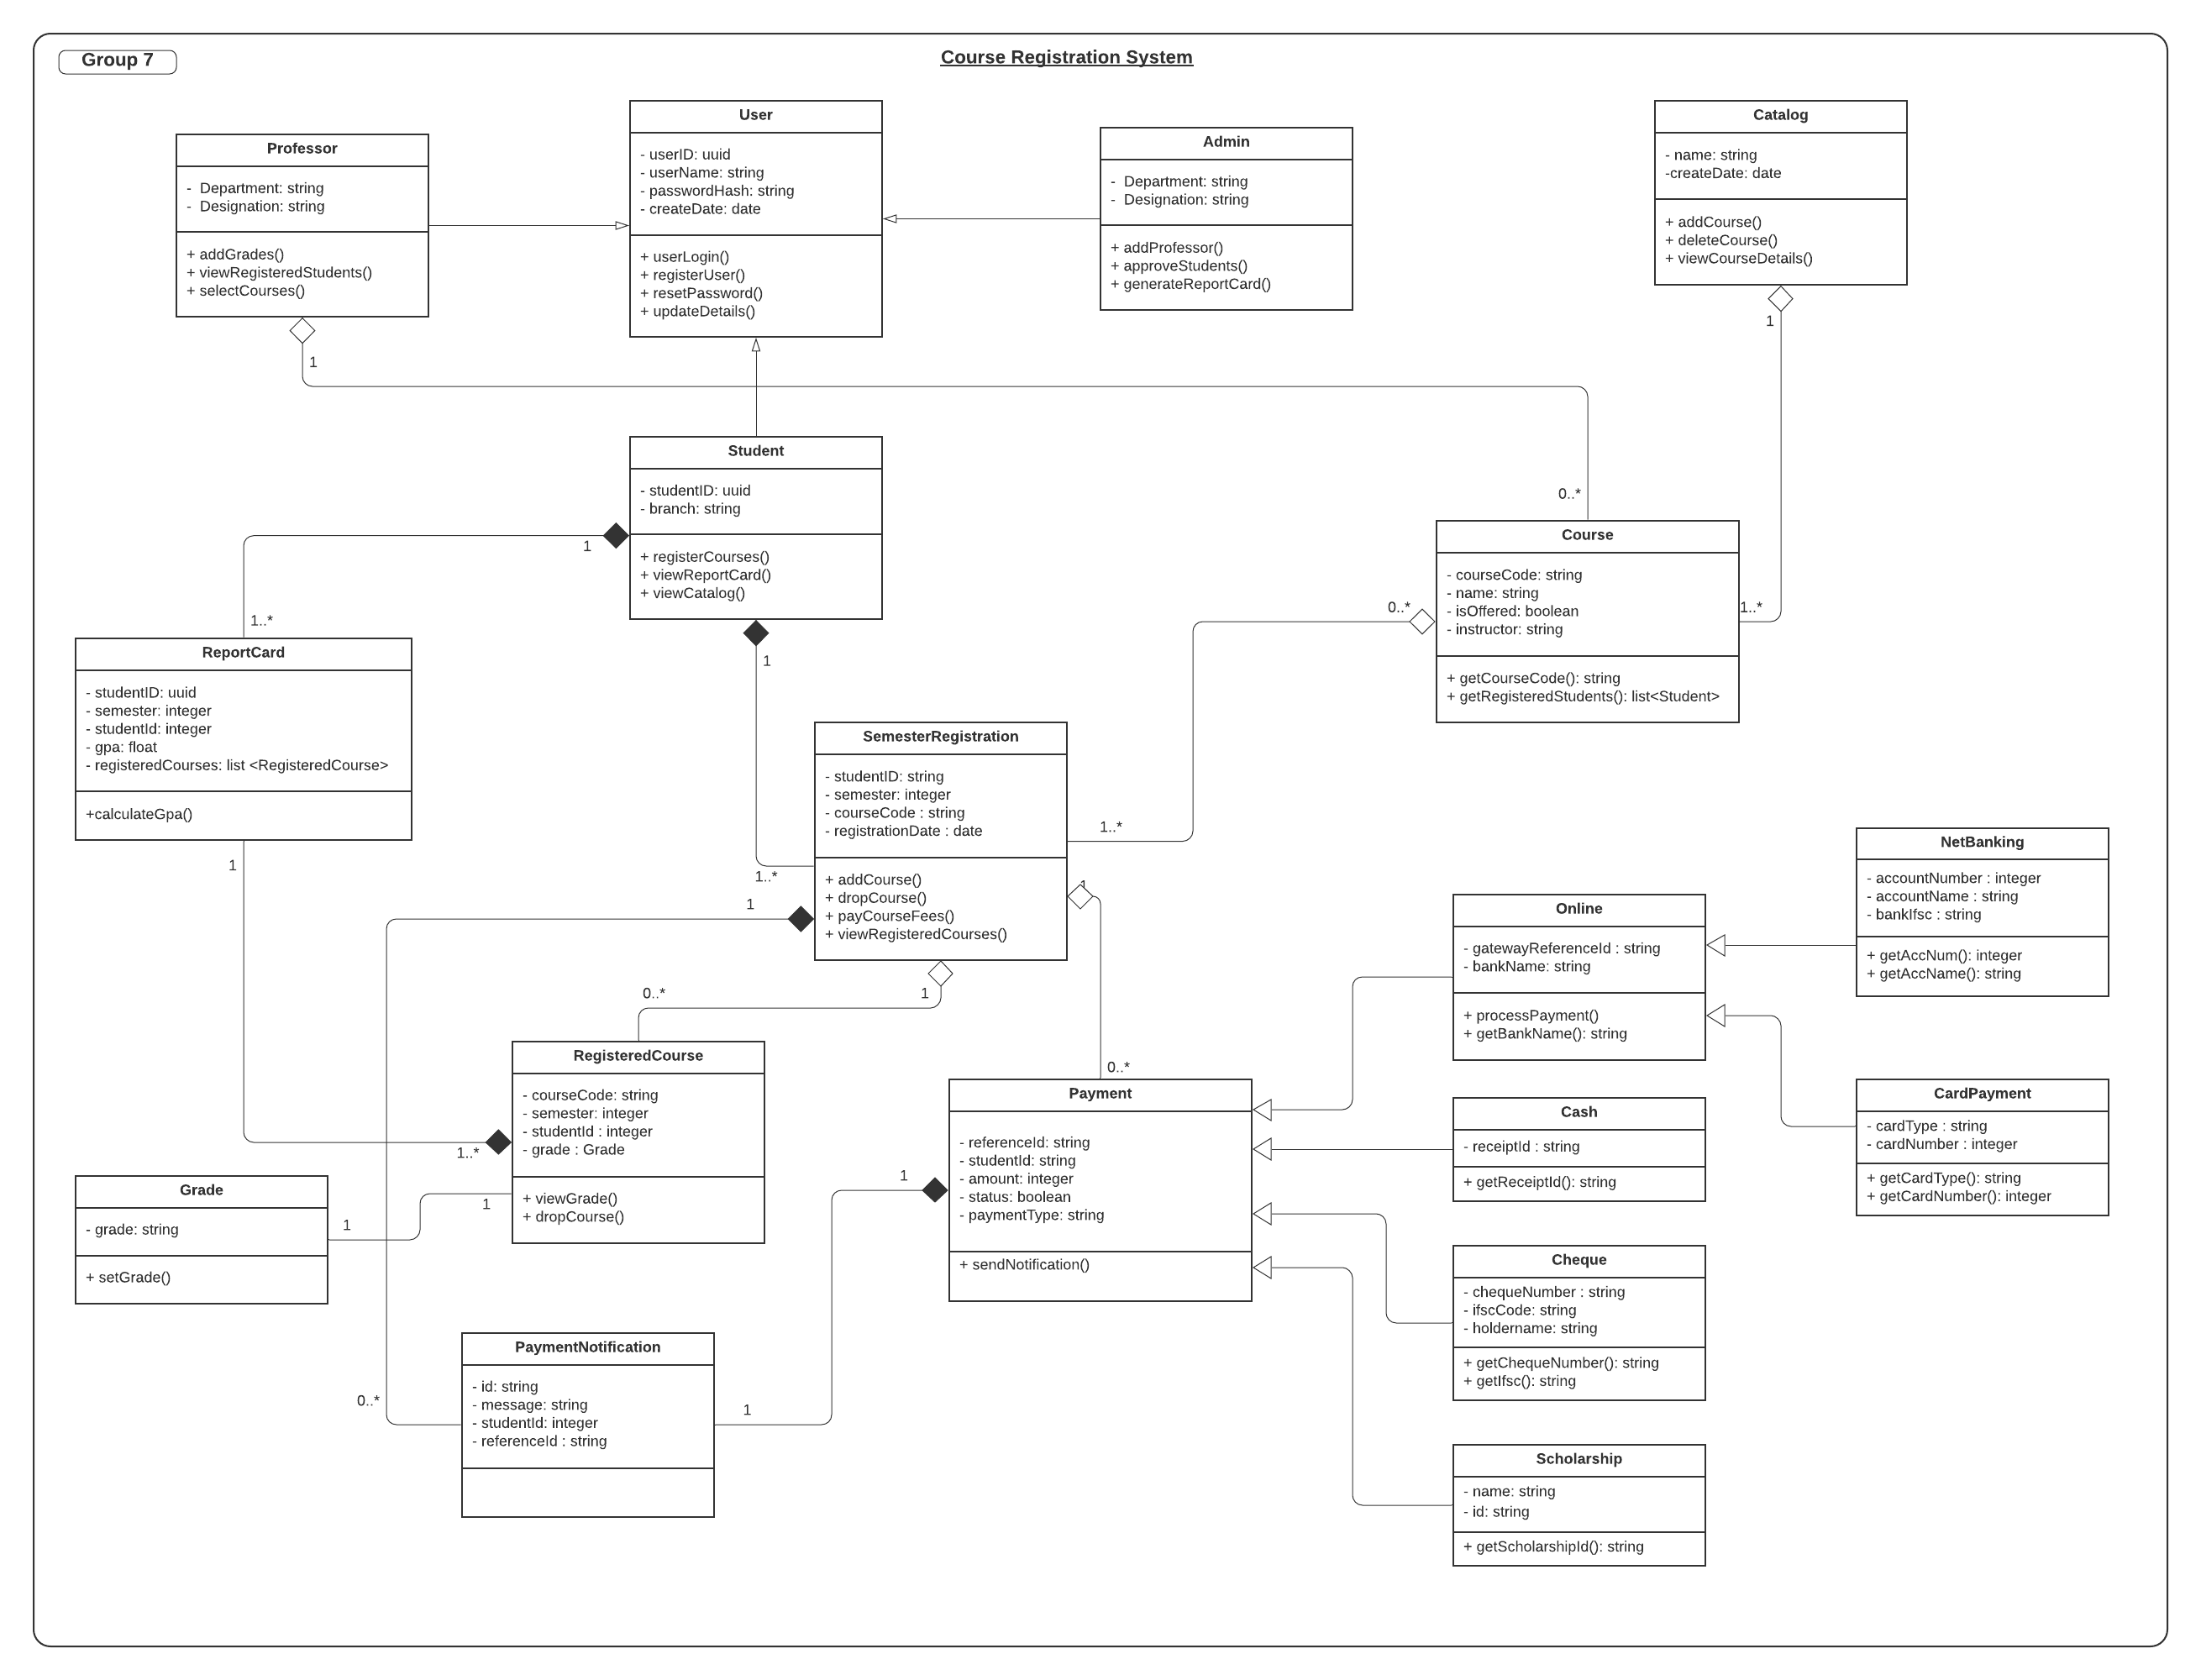 Group 7
Course Registration System
Professor
-  Department: string
-  Designation: string
+ addGrades()
+ viewRegisteredStudents()
+ selectCourses()
1
User
- userID: uuid
- userName: string
- passwordHash: string
- createDate: date
+ userLogin()
+ registerUser()
+ resetPassword()
+ updateDetails()
Admin
-  Department: string
-  Designation: string
+ addProfessor()
+ approveStudents()
+ generateReportCard()
Catalog
- name: string
-createDate: date
+ addCourse()
+ deleteCourse()
+ viewCourseDetails()
1
Student
- studentID: uuid
- branch: string
+ registerCourses()
+ viewReportCard()
+ viewCatalog()
1
1
0..*
Course
- courseCode: string
- name: string
- isOffered: boolean
- instructor: string
+ getCourseCode(): string
+ getRegisteredStudents(): list<Student>
0..*
1..*
1..*
ReportCard
- studentID: uuid
- semester: integer
- studentId: integer
- gpa: float
- registeredCourses: list <RegisteredCourse>
+calculateGpa()
1
SemesterRegistration
- studentID: string
- semester: integer
- courseCode : string
- registrationDate : date
+ addCourse()
+ dropCourse()
+ payCourseFees()
+ viewRegisteredCourses()
1..*
1..*
1
1
1
0..*
RegisteredCourse
- courseCode: string
- semester: integer
- studentId : integer
- grade : Grade
+ viewGrade()
+ dropCourse()
1..*
1
Grade
- grade: string
+ setGrade()
1
0..*
Payment
- referenceId: string
- studentId: string
- amount: integer
- status: boolean
- paymentType: string
+ sendNotification()
1
Online
- gatewayReferenceId : string
- bankName: string
+ processPayment()
+ getBankName(): string
NetBanking
- accountNumber : integer
- accountName : string
- bankIfsc : string
+ getAccNum(): integer
+ getAccName(): string
Cash
- receiptId : string
+ getReceiptId(): string
CardPayment
- cardType : string
- cardNumber : integer
+ getCardType(): string
+ getCardNumber(): integer
Cheque
- chequeNumber : string
- ifscCode: string
- holdername: string
+ getChequeNumber(): string
+ getIfsc(): string
PaymentNotification
- id: string
- message: string
- studentId: integer
- referenceId : string
0..*
1
Scholarship
- name: string
- id: string
+ getScholarshipId(): string